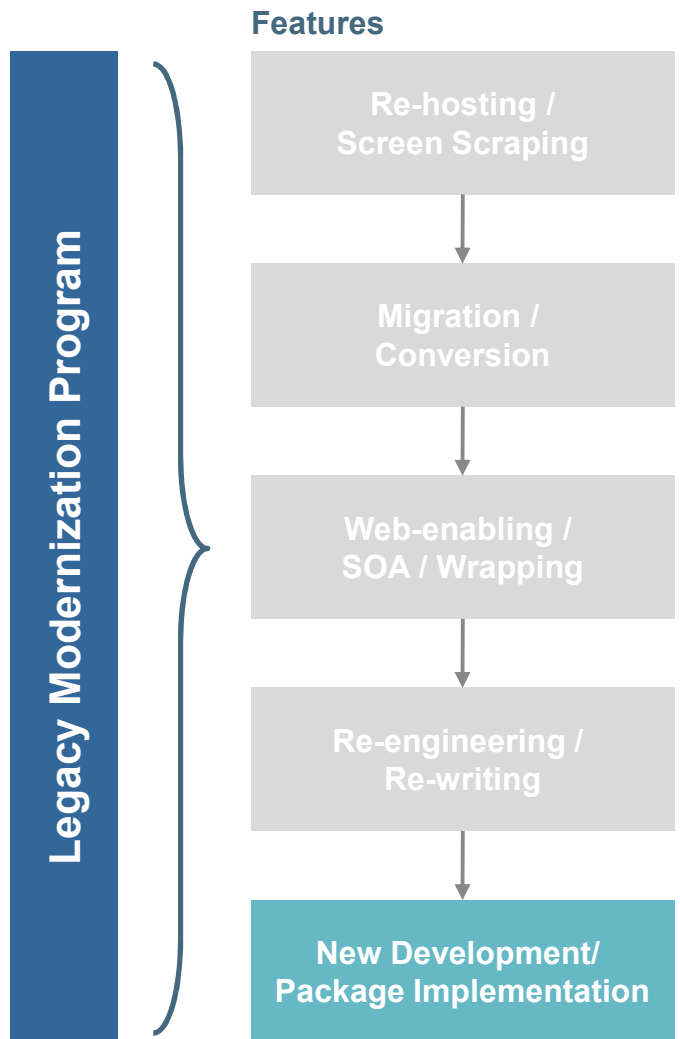 Features
Legacy Modernization Program
Re-hosting /
Screen Scraping
Migration /
Conversion
Web-enabling /
SOA / Wrapping
Re-engineering /
Re-writing
New Development/
Package Implementation